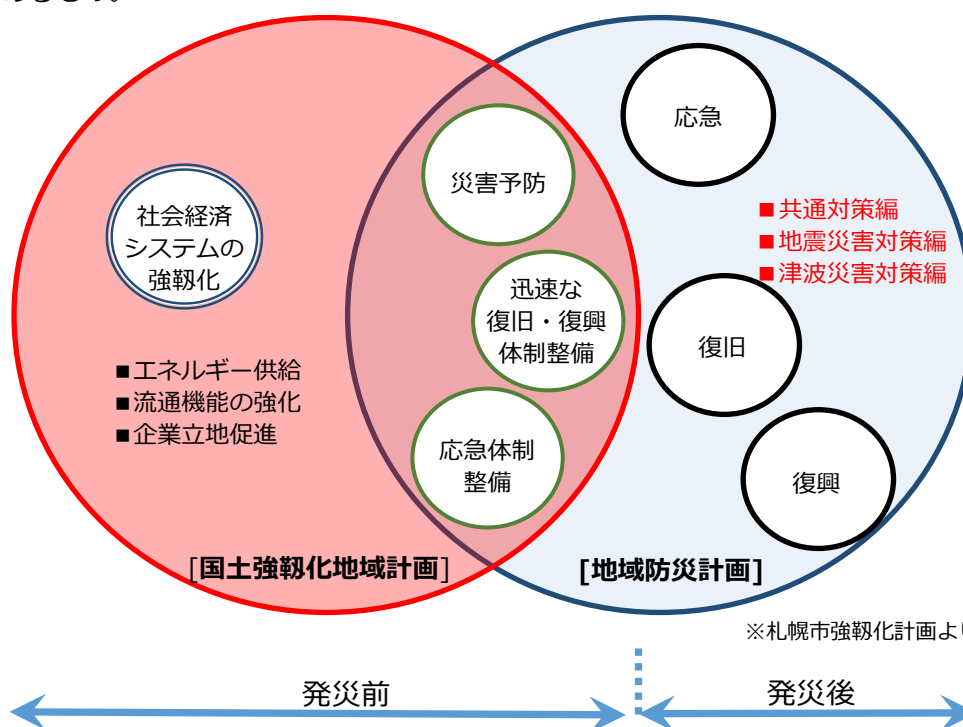 応急
災害予防
社会経済
システムの
強靱化
■共通対策編
■地震災害対策編
■津波災害対策編
迅速な
復旧・復興
体制整備
復旧
■エネルギー供給
■流通機能の強化
■企業立地促進
応急体制
整備
復興
[国土強靱化地域計画]
[地域防災計画]
※札幌市強靱化計画よ
発災前
発災後